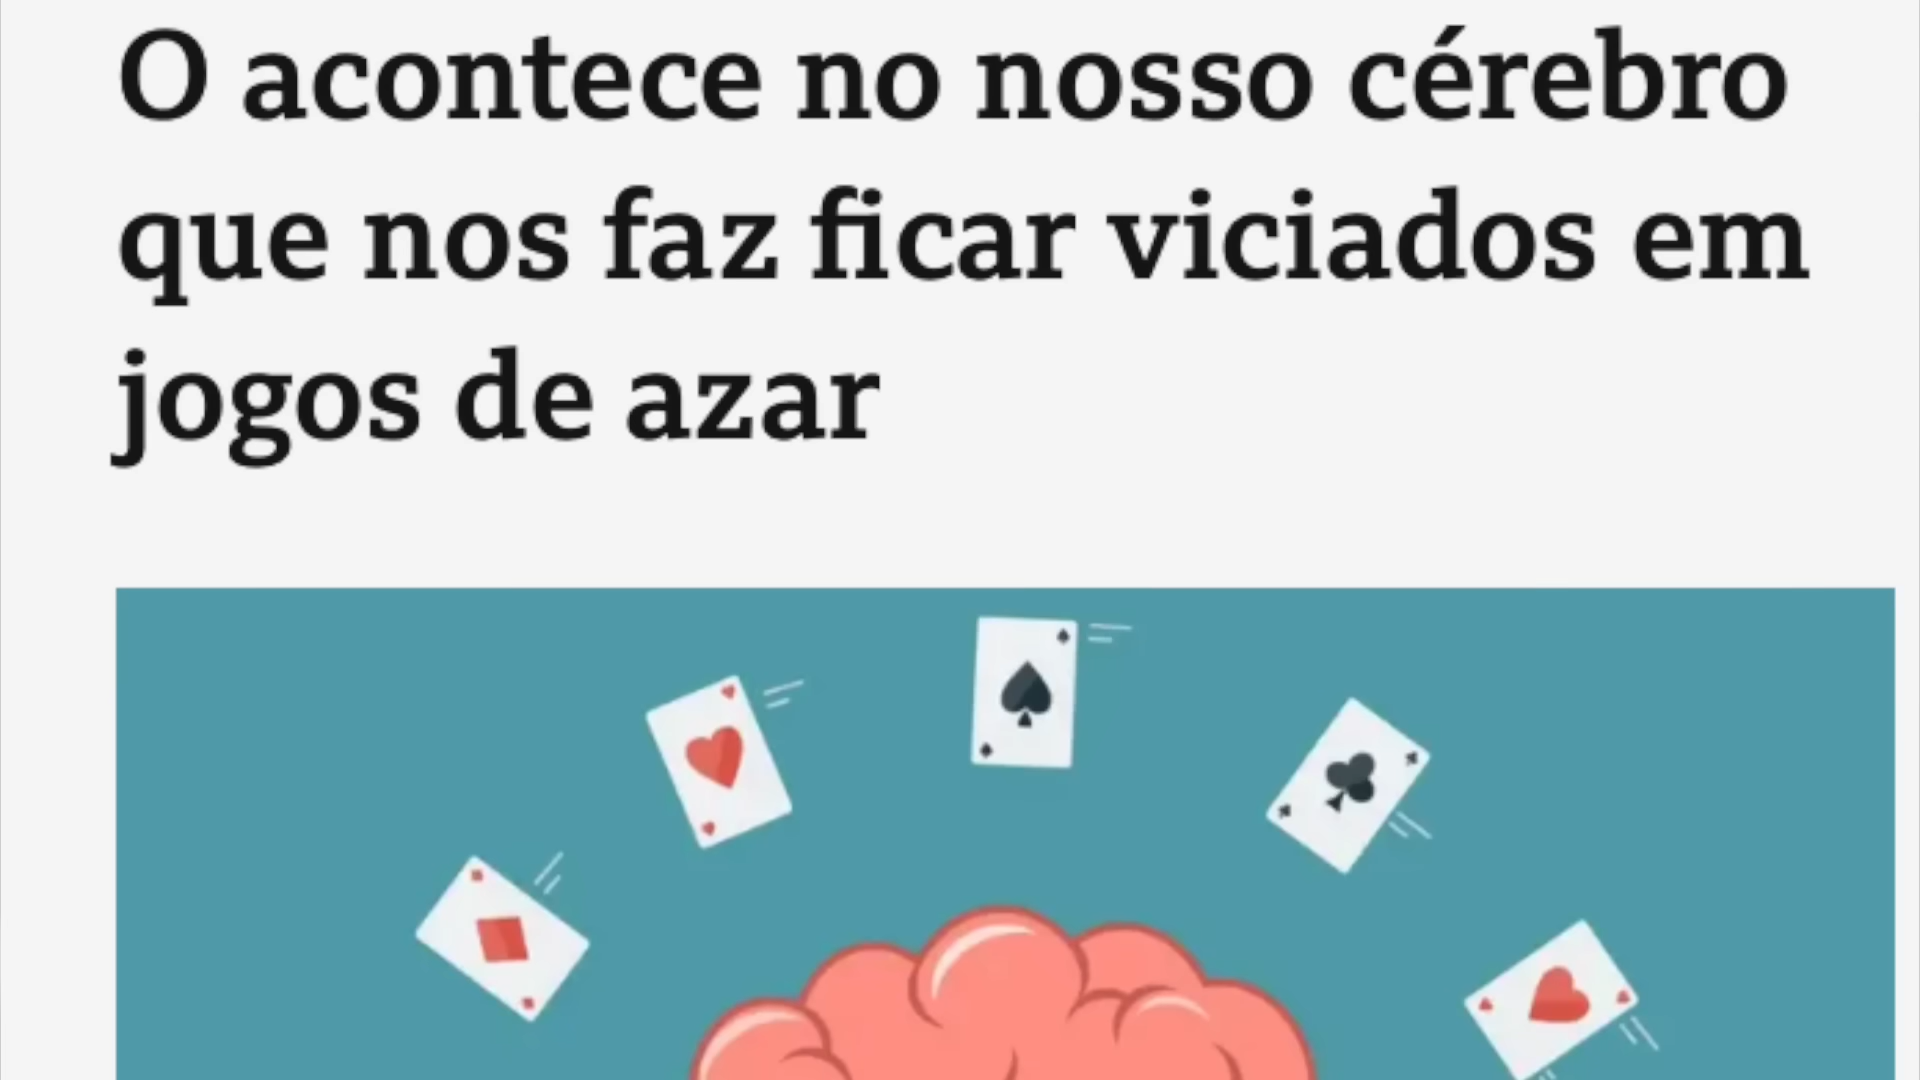 O acontece no nosso cérebro
que nos faz ficar viciados em
jogos de azar